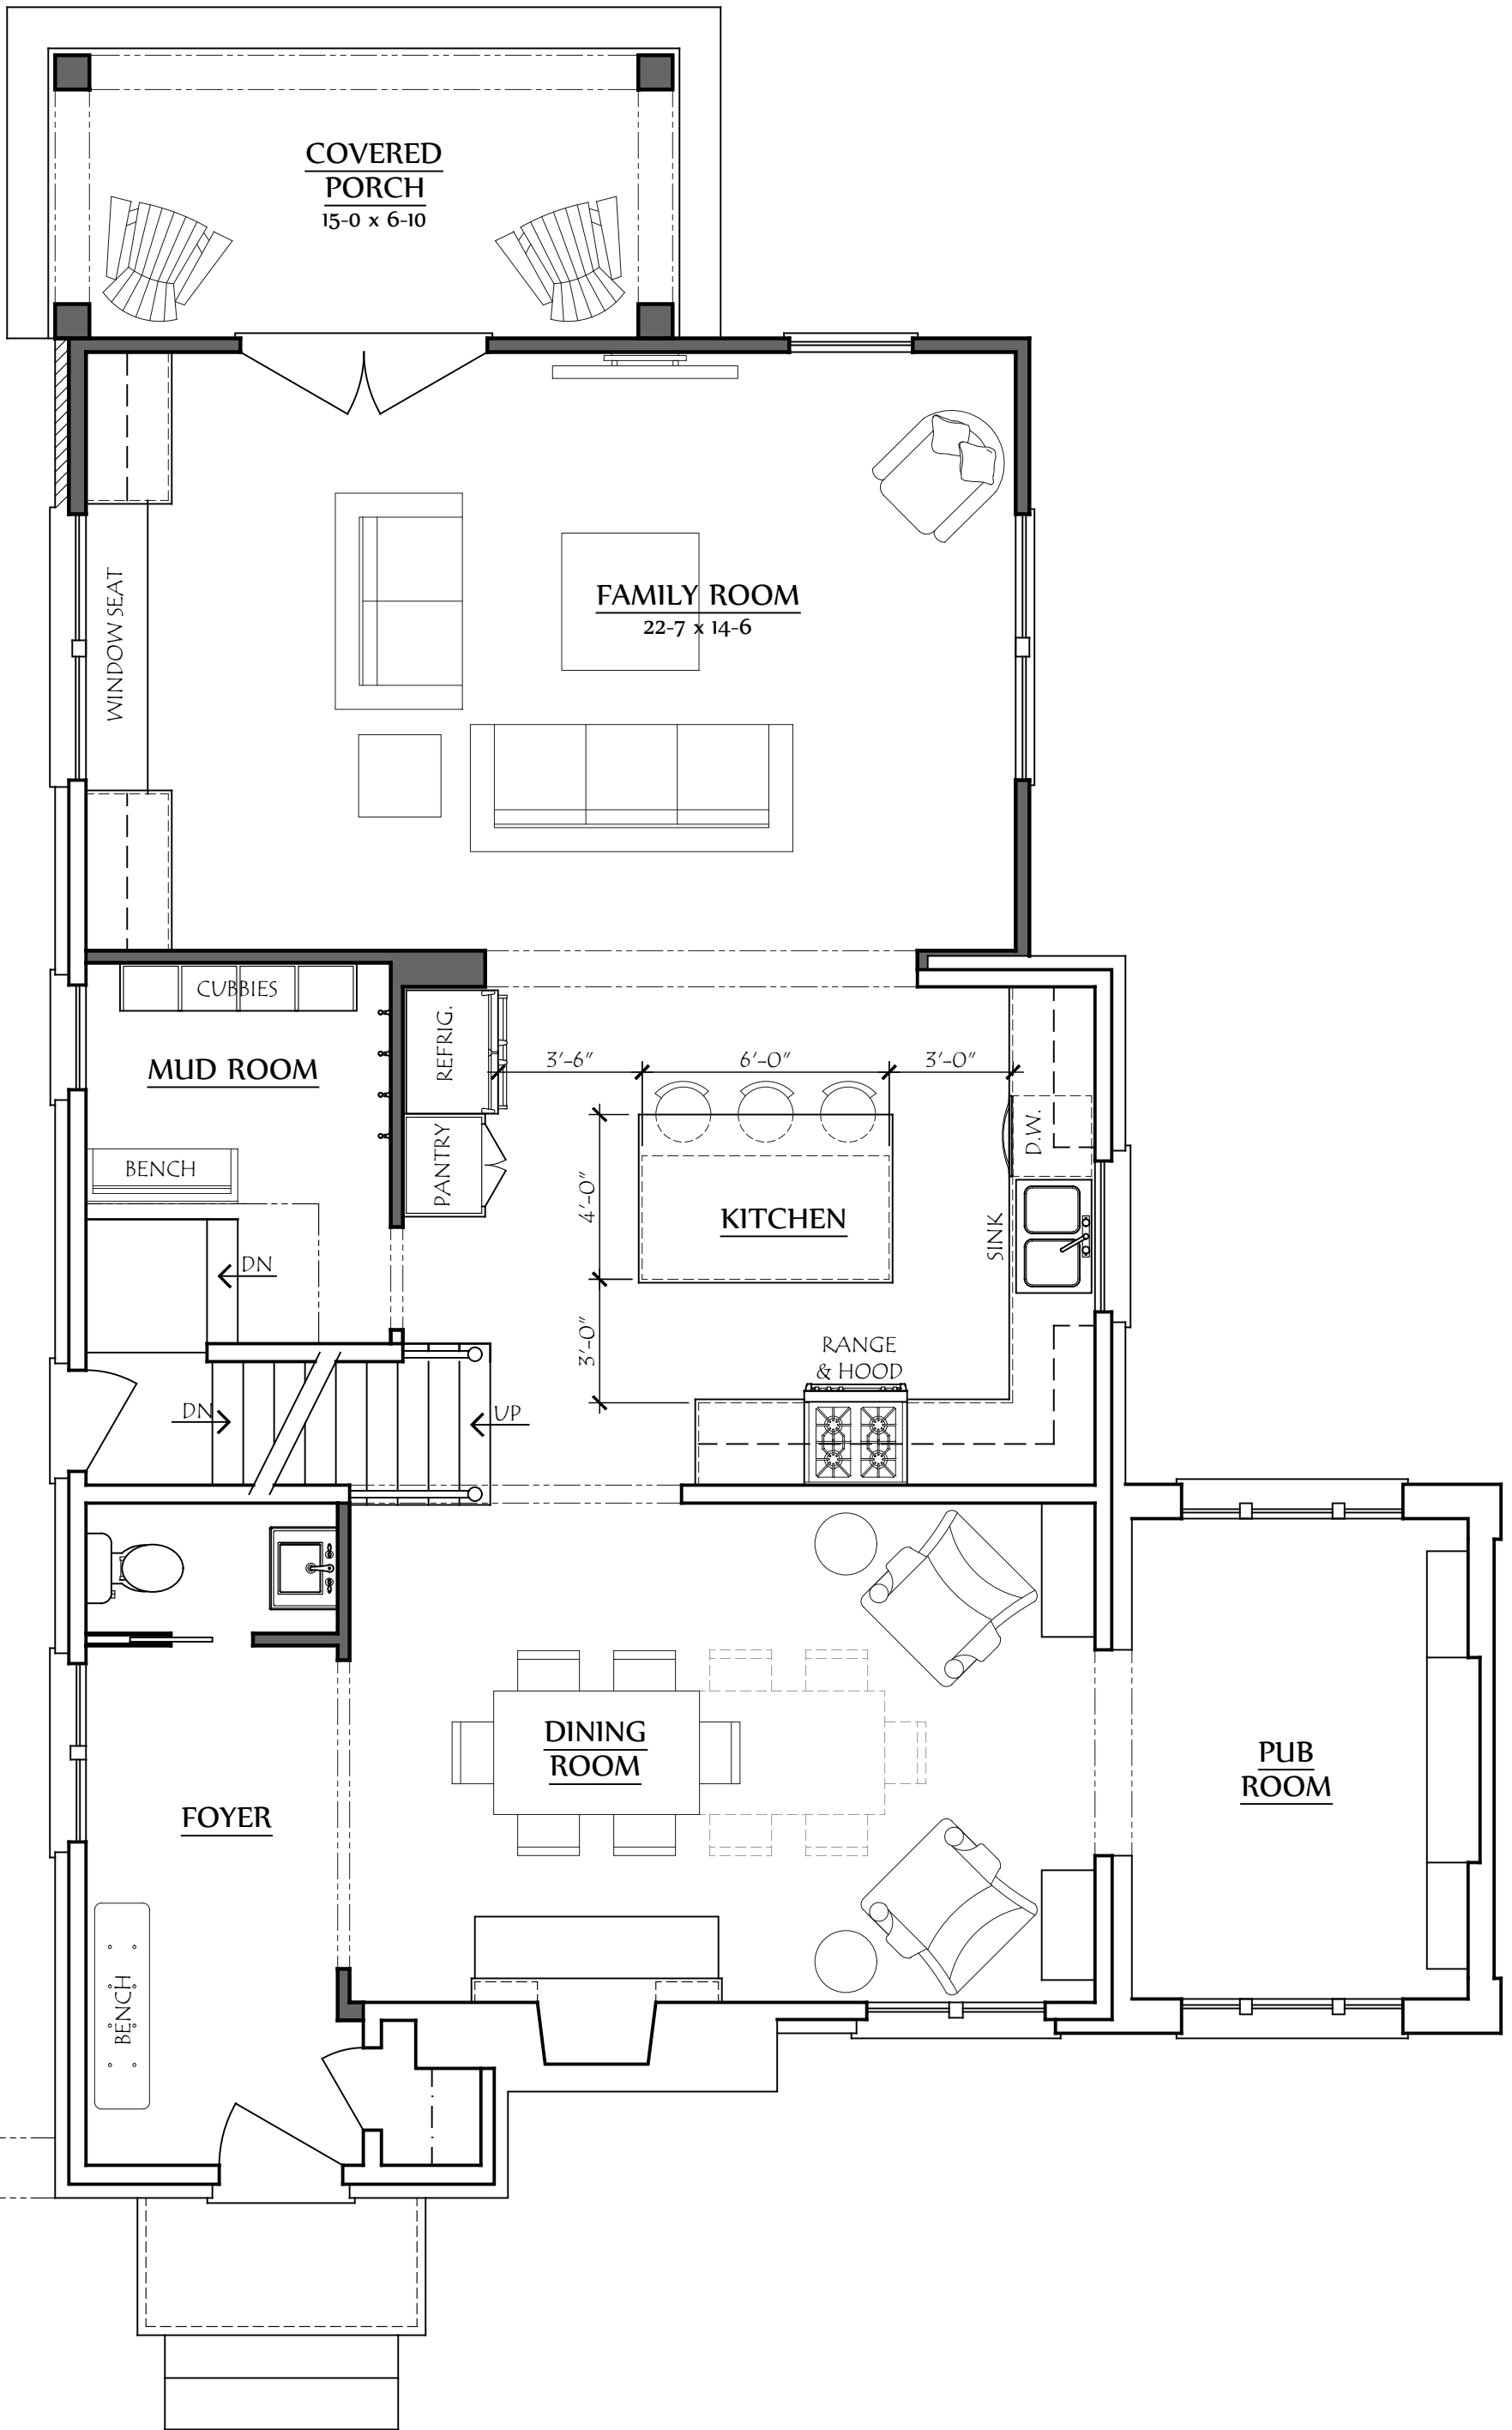 COVERED
PORCH
15-0 x 6-10
WINDOW SEAT
FAMILY ROOM
22-7 x 14-6
CUBBIES
MUD ROOM
REFRIG.
3'-6"
6'-0"
3'-0"
D.W.
BENCH
PANTRY
4'-0"
KITCHEN
SINK
DN
3'-0"
RANGE
& HOOD
DN
UP
DINING
ROOM
PUB
ROOM
FOYER
BENCH